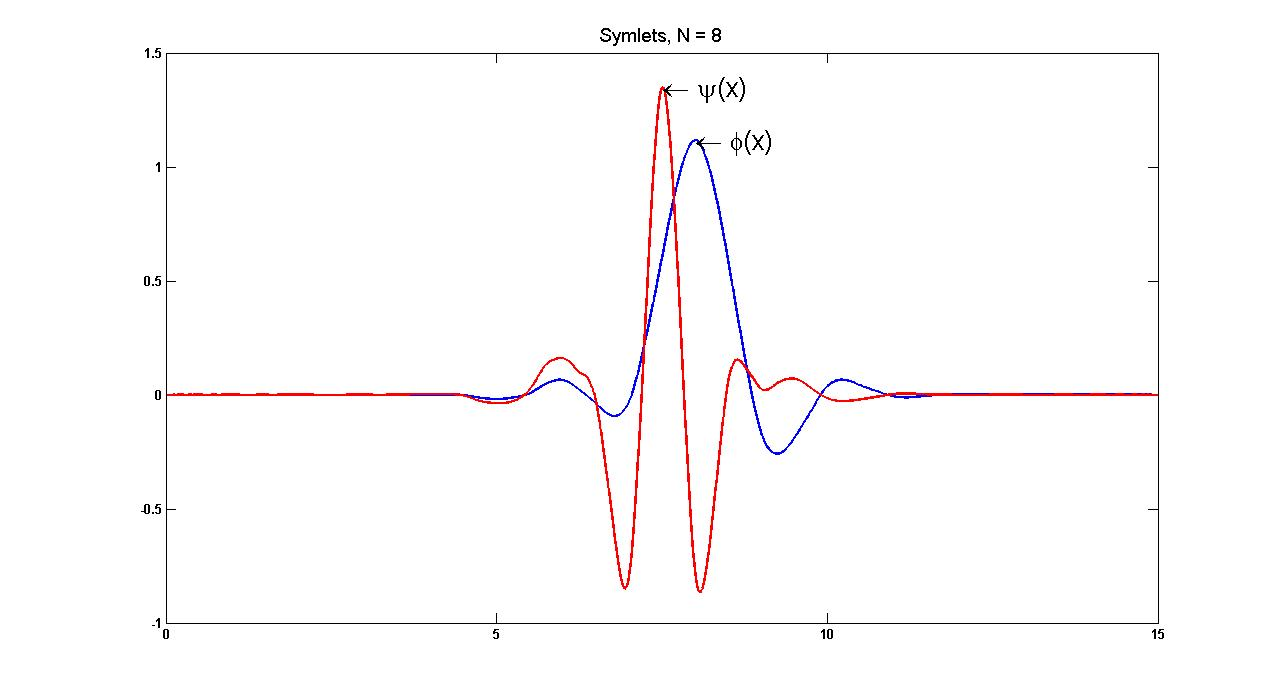 Symlets, N = 8
1.5
← ψ(x)
← ϕ(x)
1
0.5
0
-0.5
-1
0 5 10 15